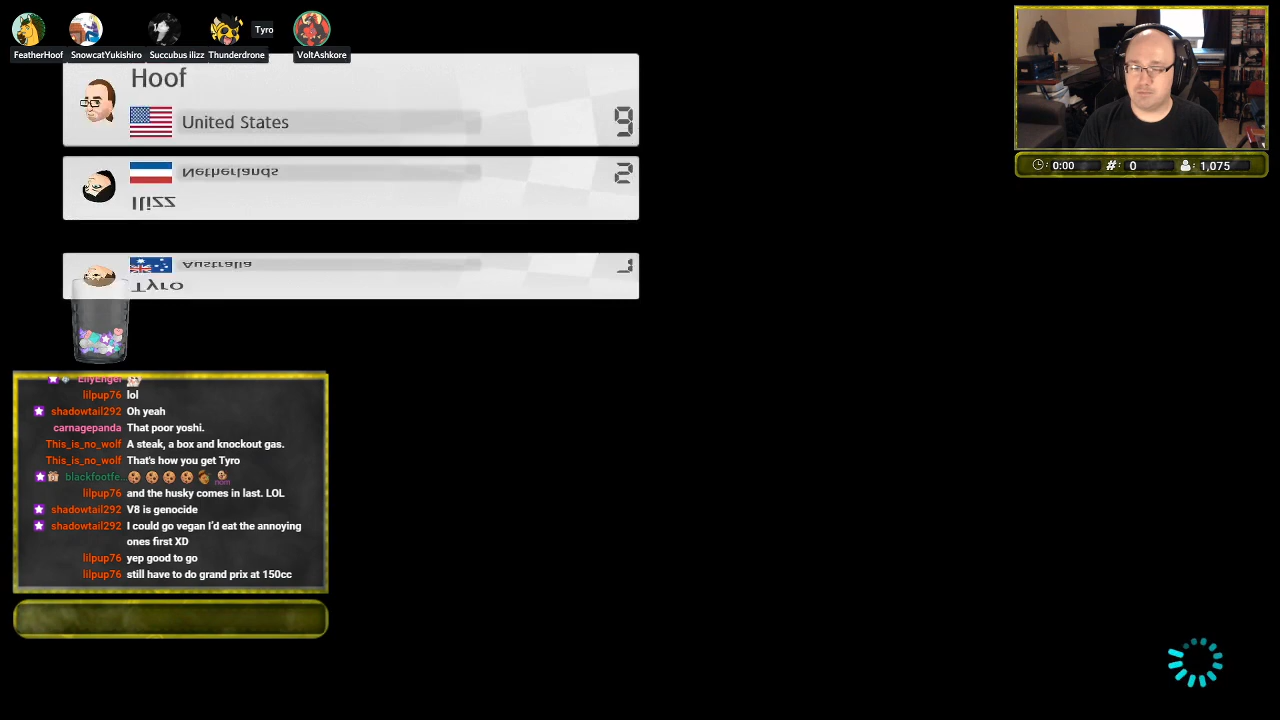 Tyro
FeatherHoof
SnowcatYukishiro
Succubus ilizz
Thunderdrone
VoltAshkore
Hoof
United States
9
Netherlands
2
Ilizz
Australia
1
Tyro
0:00
#: 0
1,075
EllyEnger
lilpup76 lol
shadowtail292 Oh yeah
carnagepanda That poor yoshi.
This_is_no_wolf A steak, a box and knockout gas.
This_is_no_wolf That's how you get Tyro
blackfootfe...
lilpup76 and the husky comes in last. LOL
shadowtail292 V8 is genocide
shadowtail292 I could go vegan I'd eat the annoying
ones first XD
lilpup76 yep good to go
lilpup76 still have to do grand prix at 150cc